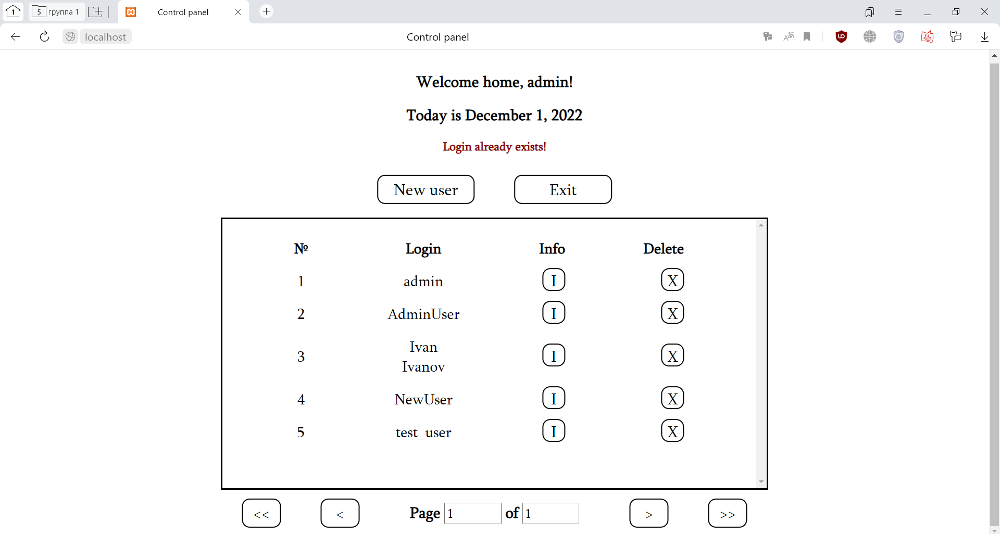 1
5 группа 1
Control panel
localhost
Control panel
Welcome home, admin!
Today is December 1, 2022
Login already exists!
New user Exit
№ Login Info Delete
1 admin I X
2 AdminUser I X
3 Ivan I X
Ivanov
4 NewUser I X
5 test_user I X
<< < Page 1 of 1 > >>